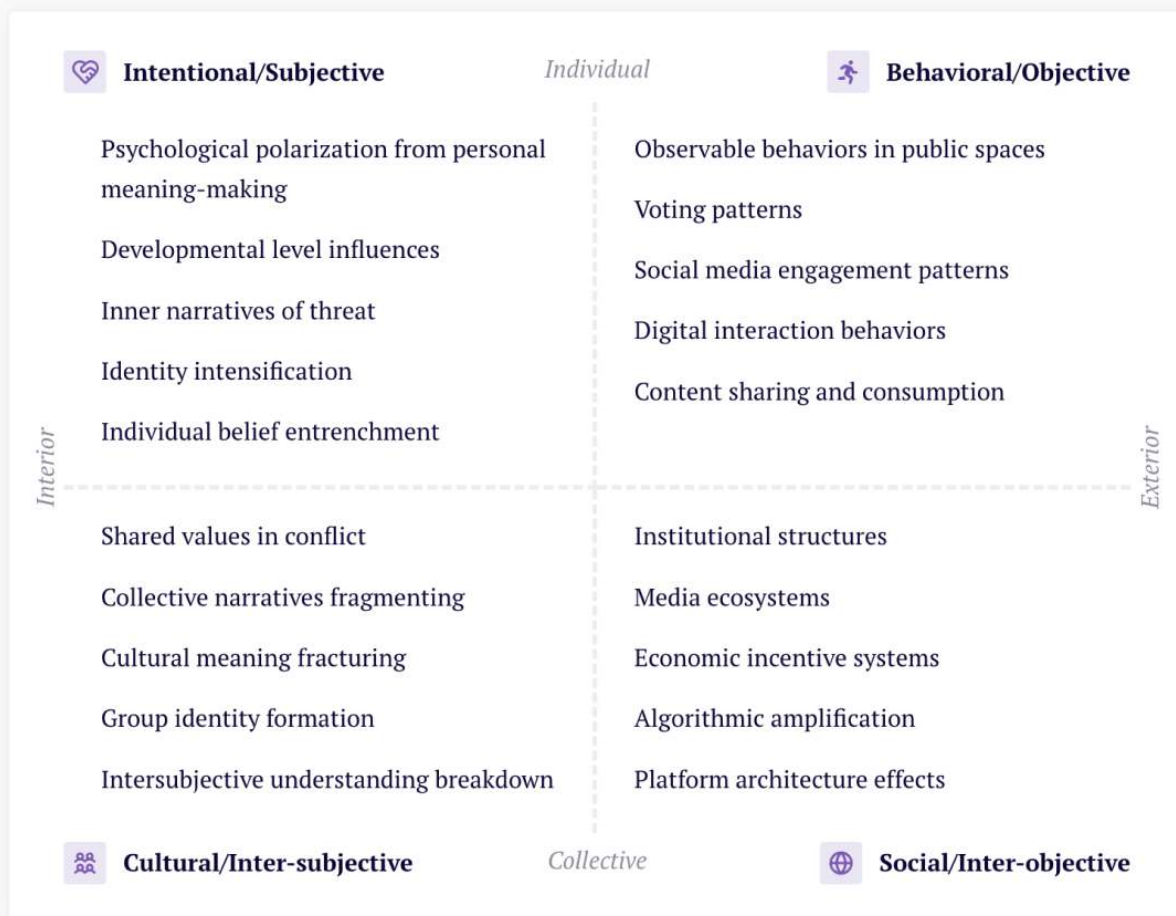 Intentional/Subjective
Individual
Behavioral/Objective
Psychological polarization from personal
meaning-making
Developmental level influences
Inner narratives of threat
Identity intensification
Individual belief entrenchment
Observable behaviors in public spaces
Voting patterns
Social media engagement patterns
Digital interaction behaviors
Content sharing and consumption
Interior
Exterior
Shared values in conflict
Collective narratives fragmenting
Cultural meaning fracturing
Group identity formation
Intersubjective understanding breakdown
Institutional structures
Media ecosystems
Economic incentive systems
Algorithmic amplification
Platform architecture effects
Cultural/Inter-subjective
Collective
Social/Inter-objective